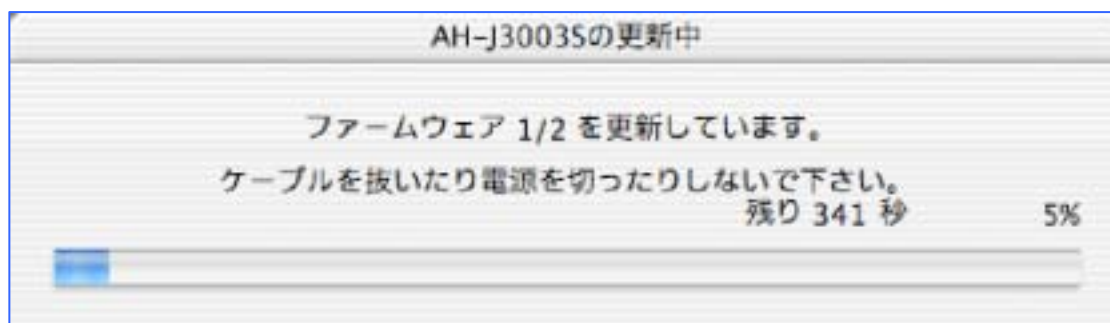 AH-J3003Sの更新中
ファームウェア 1/2 を更新しています。
ケーブルを抜いたり電源を切ったりしないで下さい。
残り 341 秒 5%